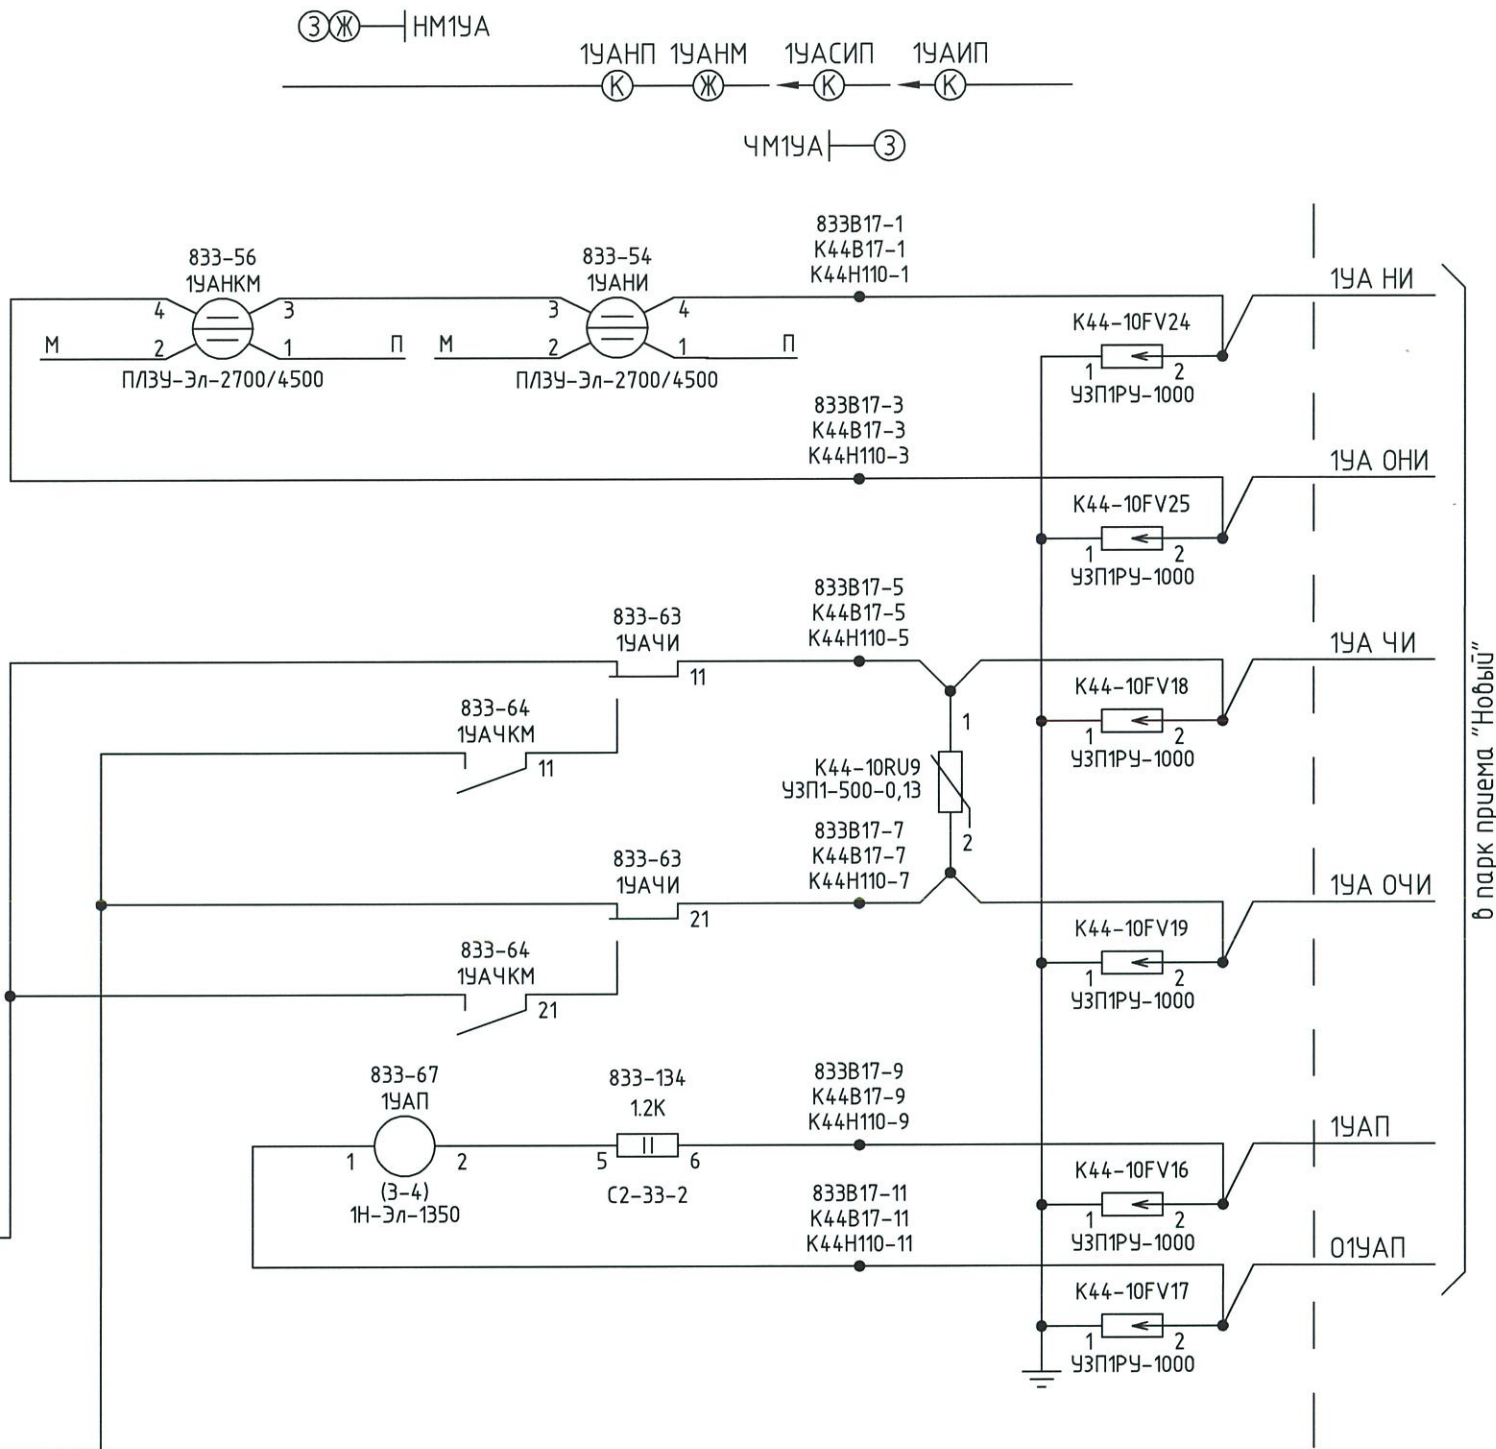 З Ж НМ1УА
1УАНП 1УАНМ 1УАСИП 1УАИП
К Ж К К
ЧМ1УА З
833В17-1
К44В17-1
К44Н110-1
833-56
1УАНКМ
833-54
1УАНИ
1УА НИ
4 3 3 4
К44-10FV24
М 2 1 П М 2 1 П
1 2
ПЛ3У-Эл-2700/4500
ПЛ3У-Эл-2700/4500
УЗП1РУ-1000
833В17-3
К44В17-3
К44Н110-3
1УА ОНИ
К44-10FV25
1 2
УЗП1РУ-1000
833В17-5
К44В17-5
К44Н110-5
833-63
1УАЧИ
11
1УА ЧИ
К44-10FV18
1 2
УЗП1РУ-1000
833-64
1УАЧКМ
11
1
К44-10RU9
УЗП1-500-0,13
2
в парк приема "Новый"
833В17-7
К44В17-7
К44Н110-7
833-63
1УАЧИ
21
1УА ОЧИ
К44-10FV19
1 2
УЗП1РУ-1000
833-64
1УАЧКМ
21
833В17-9
К44В17-9
К44Н110-9
833-67
1УАП
833-134
1.2К
1УАП
1 2 5 6
К44-10FV16
1 2
УЗП1РУ-1000
(3-4)
1Н-Эл-1350
С2-33-2
833В17-11
К44В17-11
К44Н110-11
О1УАП
К44-10FV17
1 2
УЗП1РУ-1000